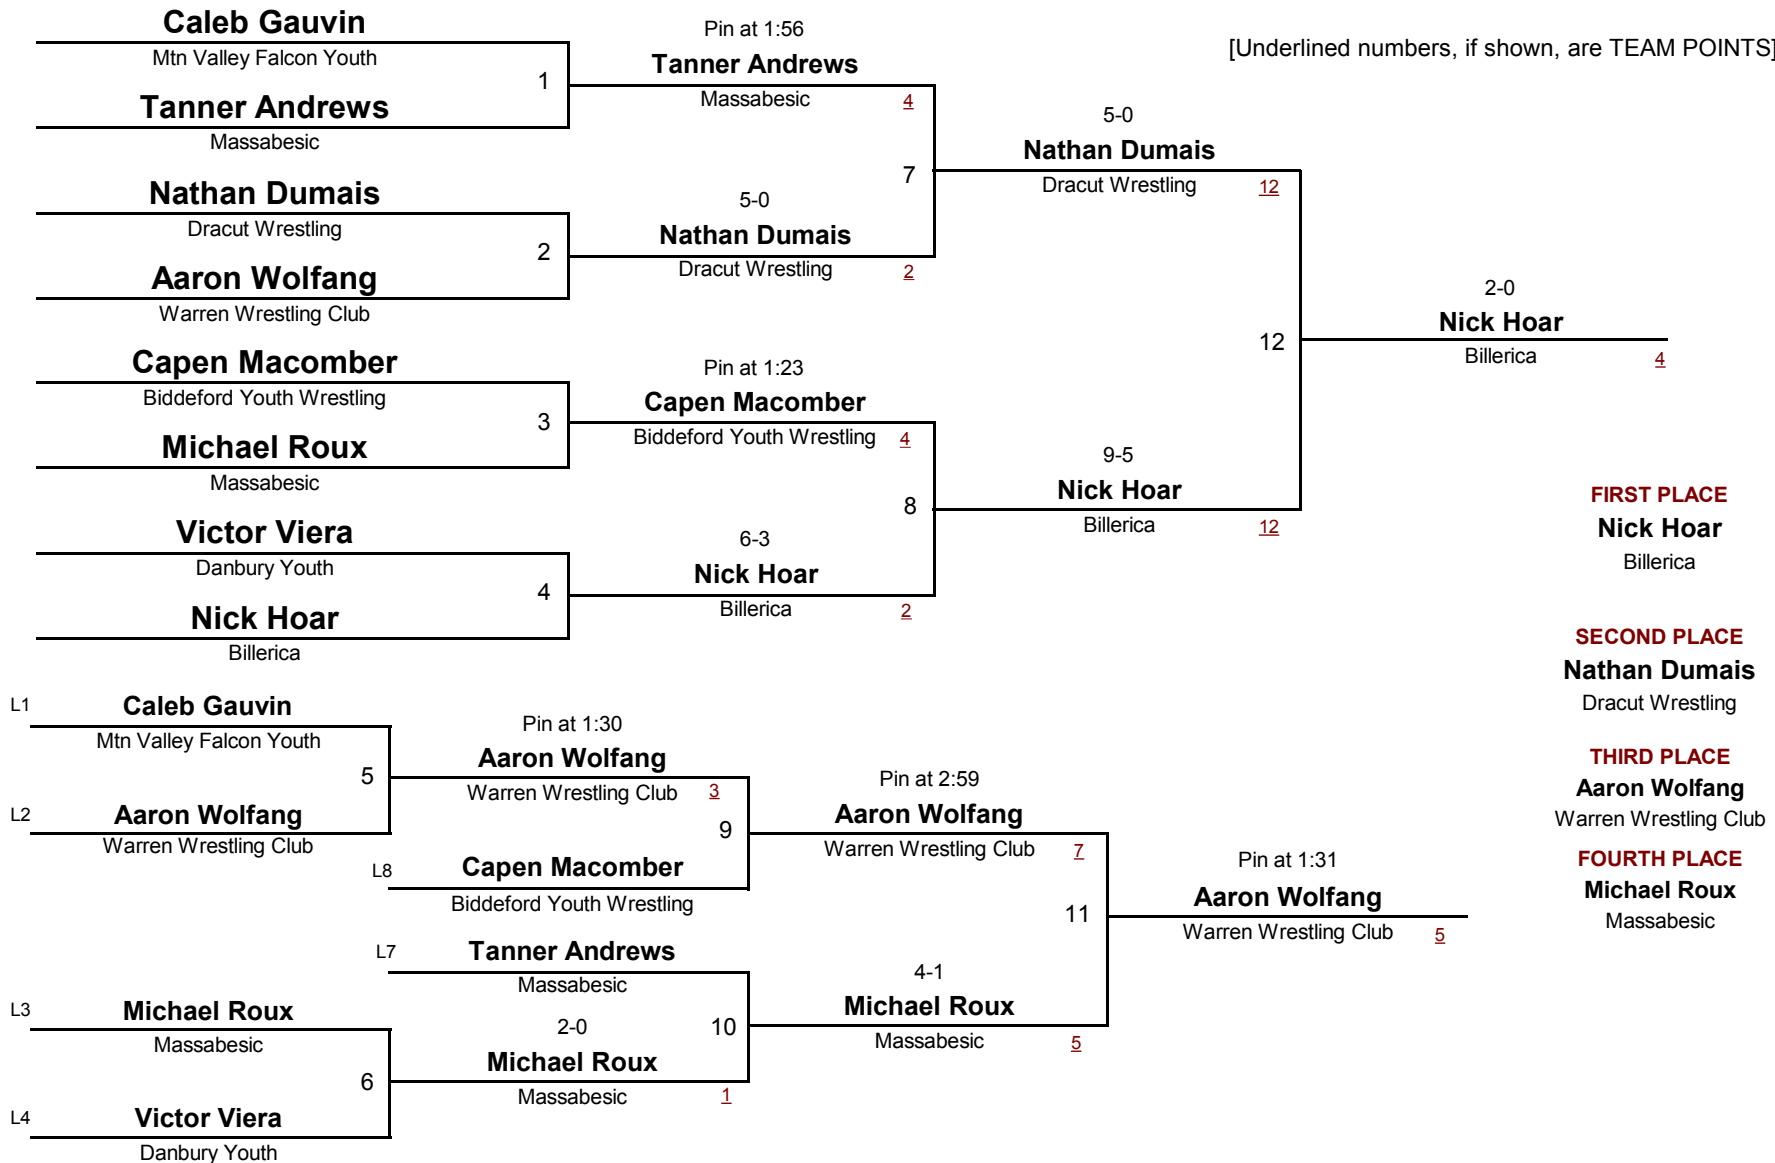 Caleb Gauvin
Mtn Valley Falcon Youth
1
Tanner Andrews
Massabesic
Nathan Dumais
Dracut Wrestling
2
Aaron Wolfang
Warren Wrestling Club
Capen Macomber
Biddeford Youth Wrestling
3
Michael Roux
Massabesic
Victor Viera
Danbury Youth
4
Nick Hoar
Billerica
Pin at 1:56
Tanner Andrews
Massabesic 4
7
5-0
Nathan Dumais
Dracut Wrestling 2
Pin at 1:23
Capen Macomber
Biddeford Youth Wrestling 4
8
6-3
Nick Hoar
Billerica 2
[Underlined numbers, if shown, are TEAM POINTS]
5-0
Nathan Dumais
Dracut Wrestling 12
12
9-5
Nick Hoar
Billerica 12
2-0
Nick Hoar
Billerica 4
FIRST PLACE
Nick Hoar
Billerica
SECOND PLACE
Nathan Dumais
Dracut Wrestling
THIRD PLACE
Aaron Wolfang
Warren Wrestling Club
FOURTH PLACE
Michael Roux
Massabesic
L1 Caleb Gauvin
Mtn Valley Falcon Youth
5
L2 Aaron Wolfang
Warren Wrestling Club
L3 Michael Roux
Massabesic
6
L4 Victor Viera
Danbury Youth
Pin at 1:30
Aaron Wolfang
Warren Wrestling Club 3
9
L8 Capen Macomber
Biddeford Youth Wrestling
L7 Tanner Andrews
Massabesic
2-0 10
Michael Roux
Massabesic 1
Pin at 2:59
Aaron Wolfang
Warren Wrestling Club 7
11
4-1
Michael Roux
Massabesic 5
Pin at 1:31
Aaron Wolfang
Warren Wrestling Club 5